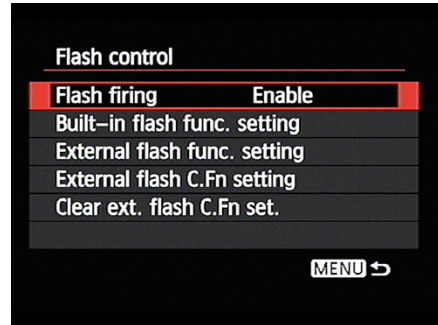 Flash control
Flash firing Enable
Built-in flash func. setting
External flash func. setting
External flash C.Fn setting
Clear ext. flash C.Fn set.
MENU